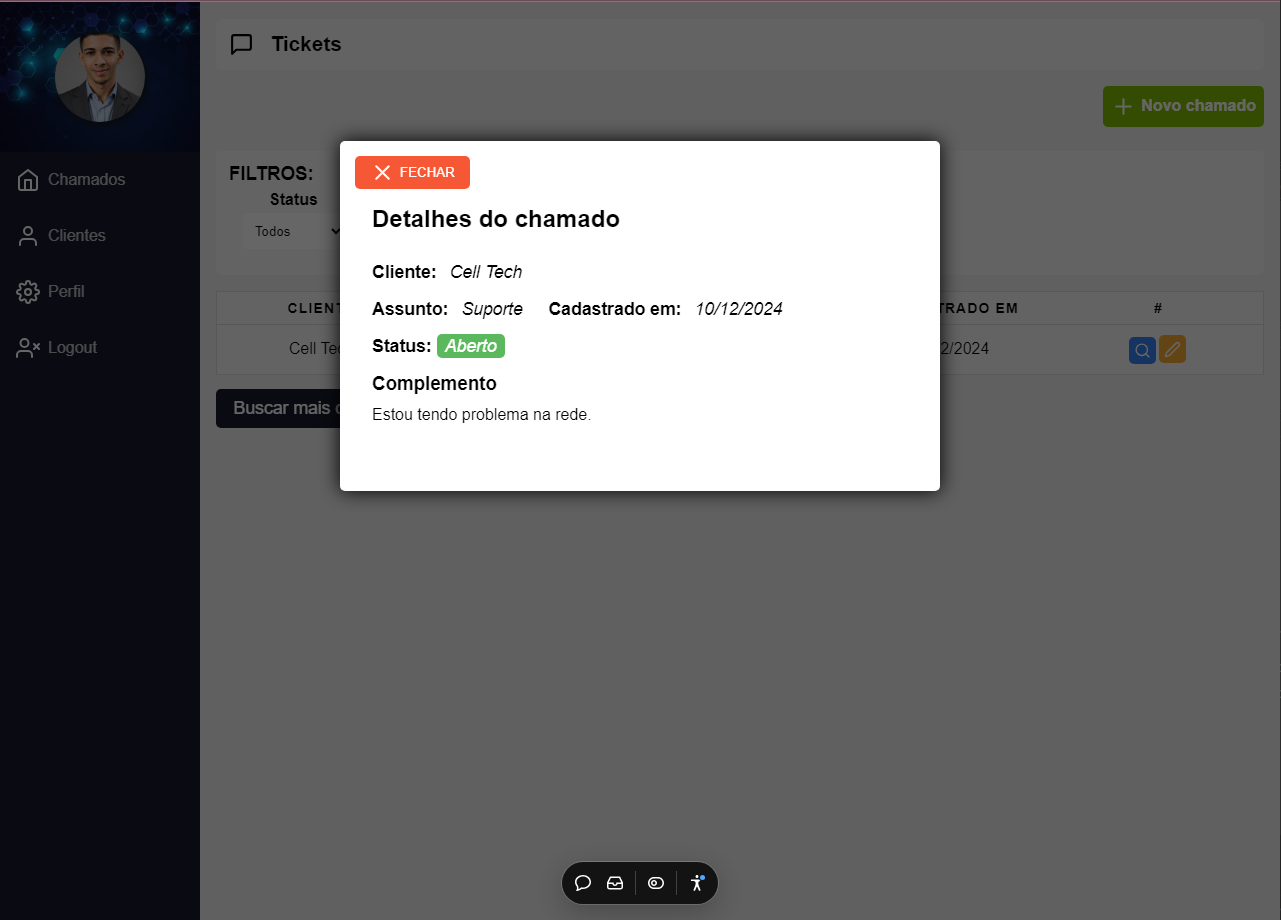 Tickets
Novo chamado
Chamados
Clientes
Perfil
Logout
FILTROS:
Status
Todos
FECHAR
Detalhes do chamado
Cliente: Cell Tech
Assunto: Suporte Cadastrado em: 10/12/2024
Status: Aberto
Complemento
Estou tendo problema na rede.
CLIENT
TRADO EM
#
Cell Te
2/2024
Buscar mais